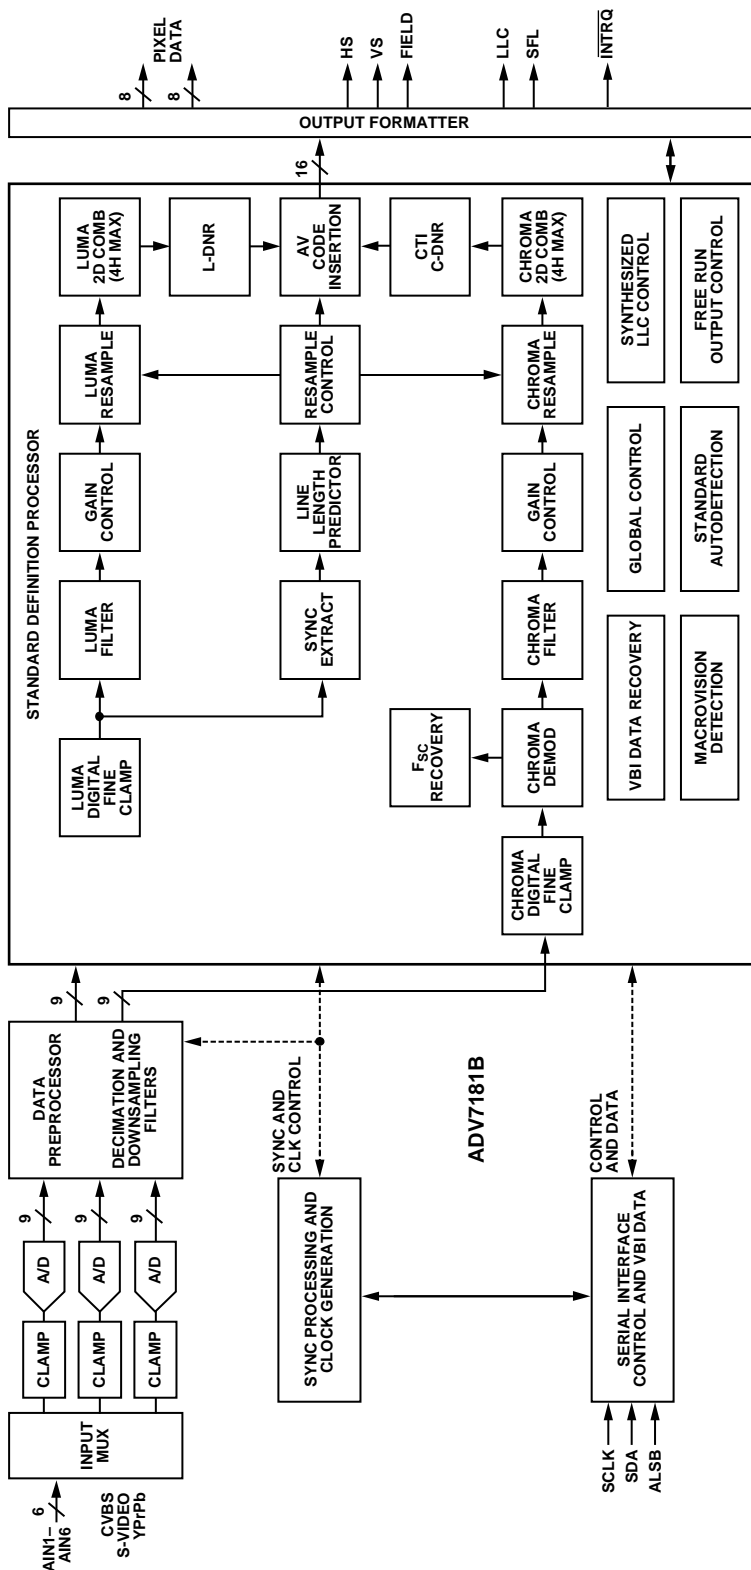 AIN1–
AIN6
6
CVBS
S-VIDEO
YPrPb
INPUT
MUX
CLAMP
CLAMP
CLAMP
A/D
A/D
A/D
9
9
9
DATA
PREPROCESSOR
DECIMATION AND
DOWNSAMPLING
FILTERS
9
9
SYNC PROCESSING AND
CLOCK GENERATION
SYNC AND
CLK CONTROL
ADV7181B
SCLK
SDA
ALSB
SERIAL INTERFACE
CONTROL AND VBI DATA
CONTROL
AND DATA
STANDARD DEFINITION PROCESSOR
LUMA
DIGITAL
FINE
CLAMP
LUMA
FILTER
GAIN
CONTROL
LUMA
RESAMPLE
LUMA
2D COMB
(4H MAX)
L-DNR
SYNC
EXTRACT
LINE
LENGTH
PREDICTOR
RESAMPLE
CONTROL
AV
CODE
INSERTION
CTI
C-DNR
FSC
RECOVERY
CHROMA
DIGITAL
FINE
CLAMP
CHROMA
DEMOD
CHROMA
FILTER
GAIN
CONTROL
CHROMA
RESAMPLE
CHROMA
2D COMB
(4H MAX)
VBI DATA RECOVERY
GLOBAL CONTROL
SYNTHESIZED
LLC CONTROL
MACROVISION
DETECTION
STANDARD
AUTODETECTION
FREE RUN
OUTPUT CONTROL
16
OUTPUT FORMATTER
8
8
PIXEL
DATA
HS
VS
FIELD
LLC
SFL
INTRQ